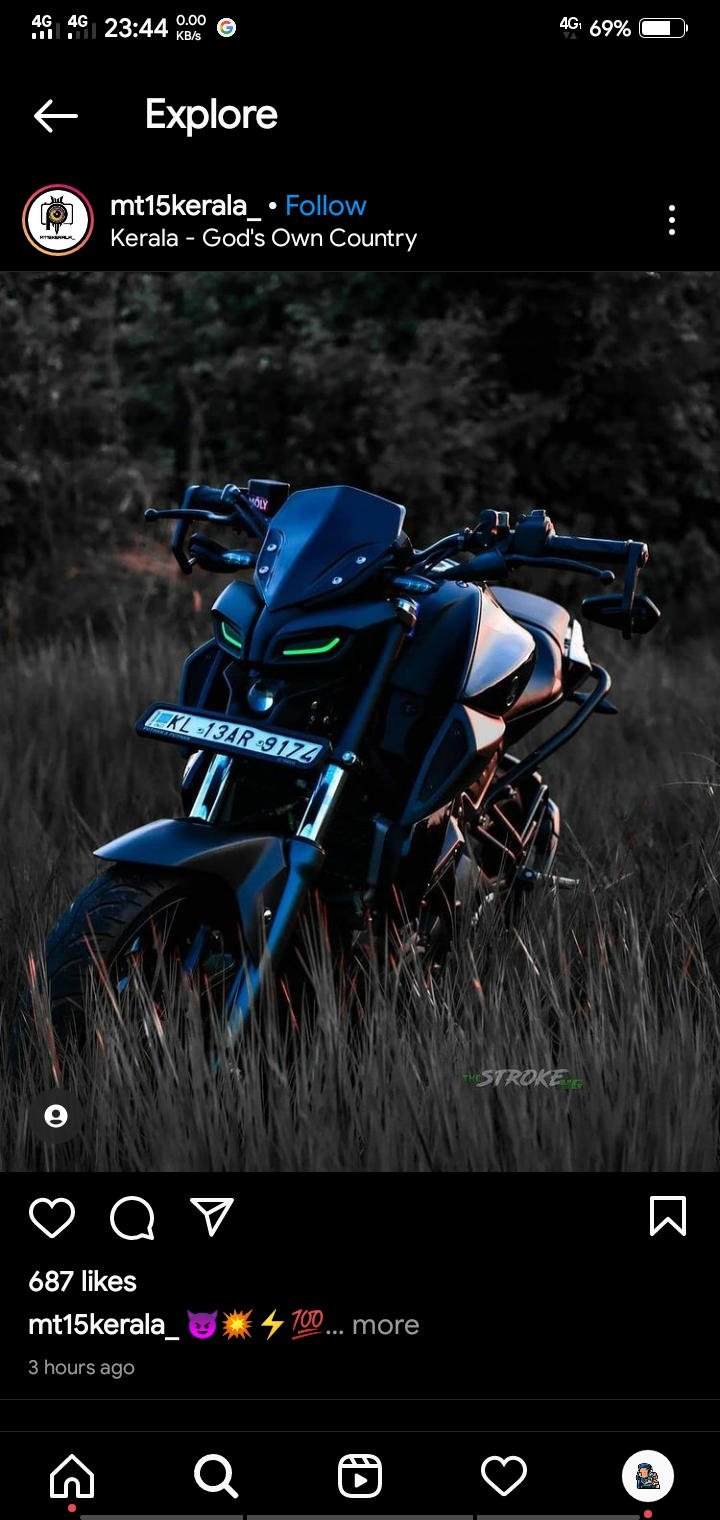 4G 4G 23:44 0.00 KB/s 4G 69%
Explore
mt15kerala_ • Follow
Kerala - God's Own Country
MOLY
KL 13AR 9174
THE STROKE
687 likes
mt15kerala_ 😈💥⚡💯... more
3 hours ago